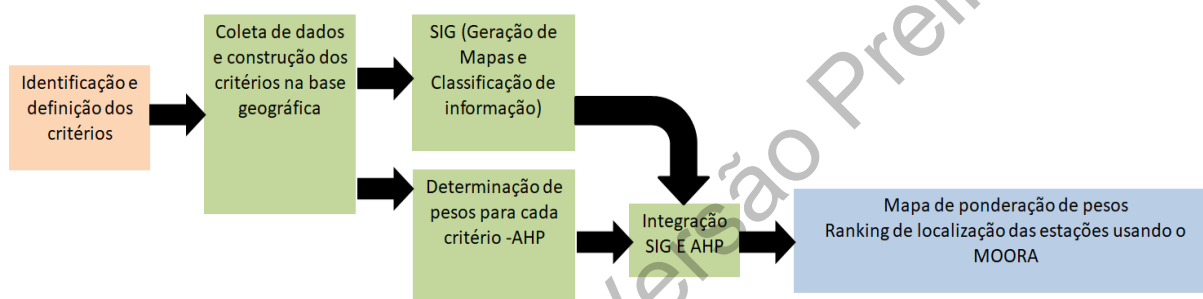 Identificação e
definição dos
critérios
Coleta de dados
e construção dos
critérios na base
geográfica
SIG (Geração de
Mapas e
Classificação de
informação)
Determinação de
pesos para cada
critério -AHP
Integração
SIG E AHP
Mapa de ponderação de pesos
Ranking de localização das estações usando o
MOORA
Versão